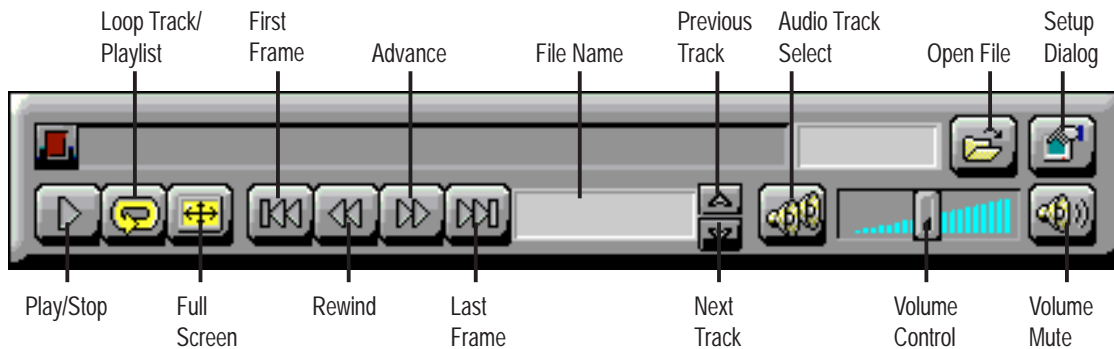 Loop Track/
Playlist
First
Frame
Advance
File Name
Previous
Track
Audio Track
Select
Open File
Setup
Dialog
Play/Stop
Full
Screen
Rewind
Last
Frame
Next
Track
Volume
Control
Volume
Mute